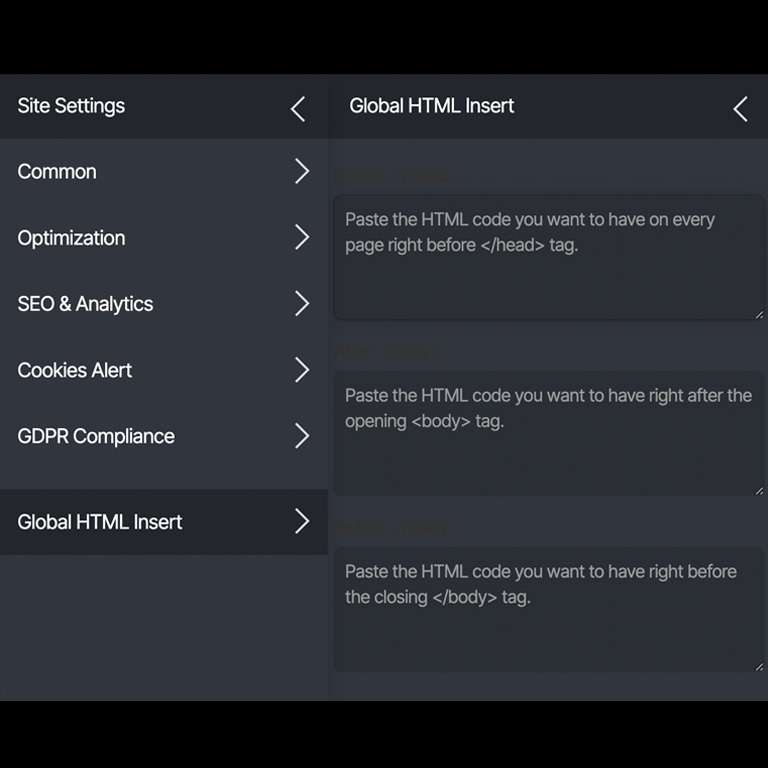 Site Settings
Common
Optimization
SEO & Analytics
Cookies Alert
GDPR Compliance
Global HTML Insert
Global HTML Insert
Paste the HTML code you want to have on every
page right before </head> tag.
Paste the HTML code you want to have right after the
opening <body> tag.
Paste the HTML code you want to have right before
the closing </body> tag.